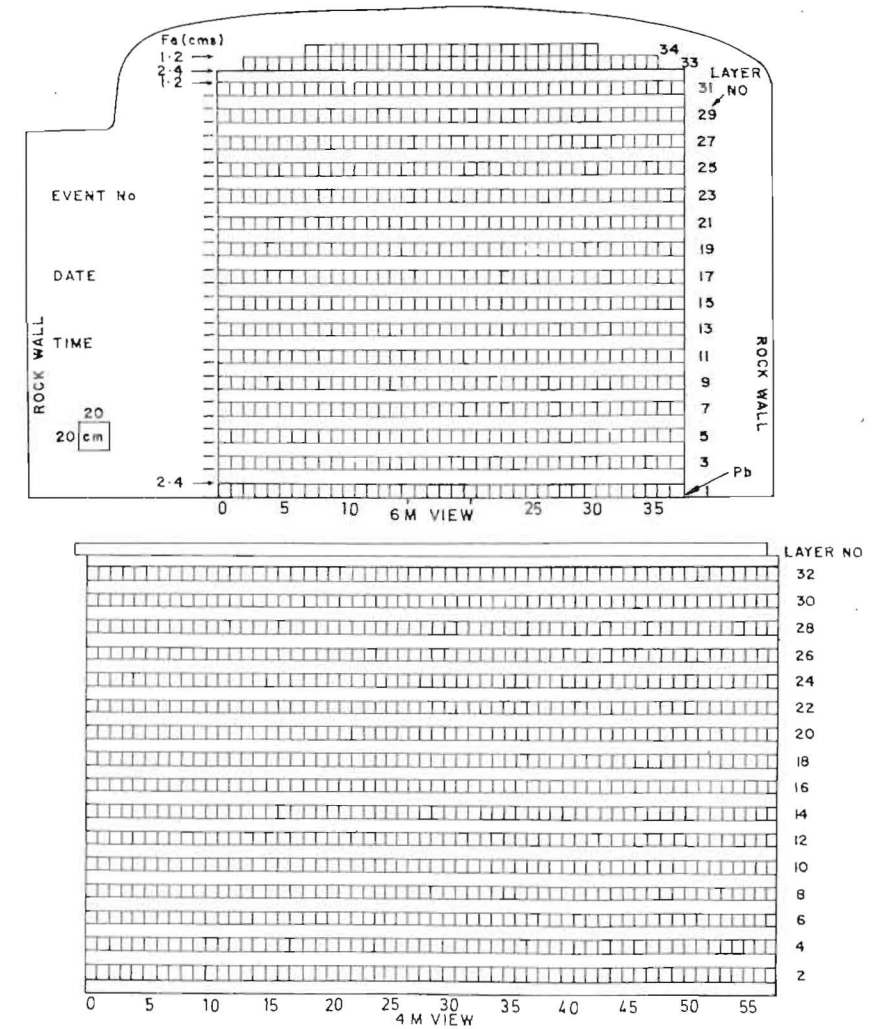 Fe (cms)
1·2
2·4
1·2
34
33
LAYER
NO
31
29
27
25
23
21
19
17
15
13
11
9
7
5
3
1
EVENT No
DATE
TIME
ROCK WALL
ROCK WALL
20
20 cm
2·4
Pb
0 5 10 25 30 35
6 M VIEW
LAYER NO
32
30
28
26
24
22
20
18
16
14
12
10
8
6
4
2
0 5 10 15 20 25 30 35 40 45 50 55
4 M VIEW